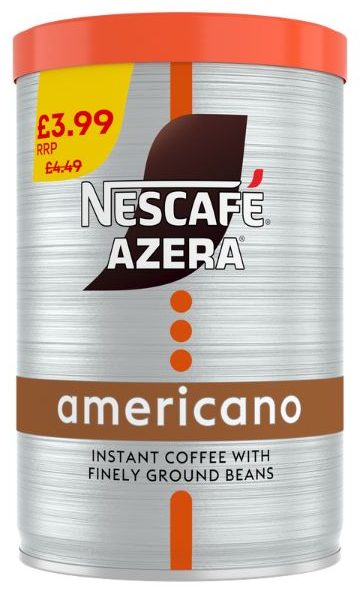 £3.99
RRP
£4.49
NESCAFÉ®
AZERA®
americano
INSTANT COFFEE WITH
FINELY GROUND BEANS